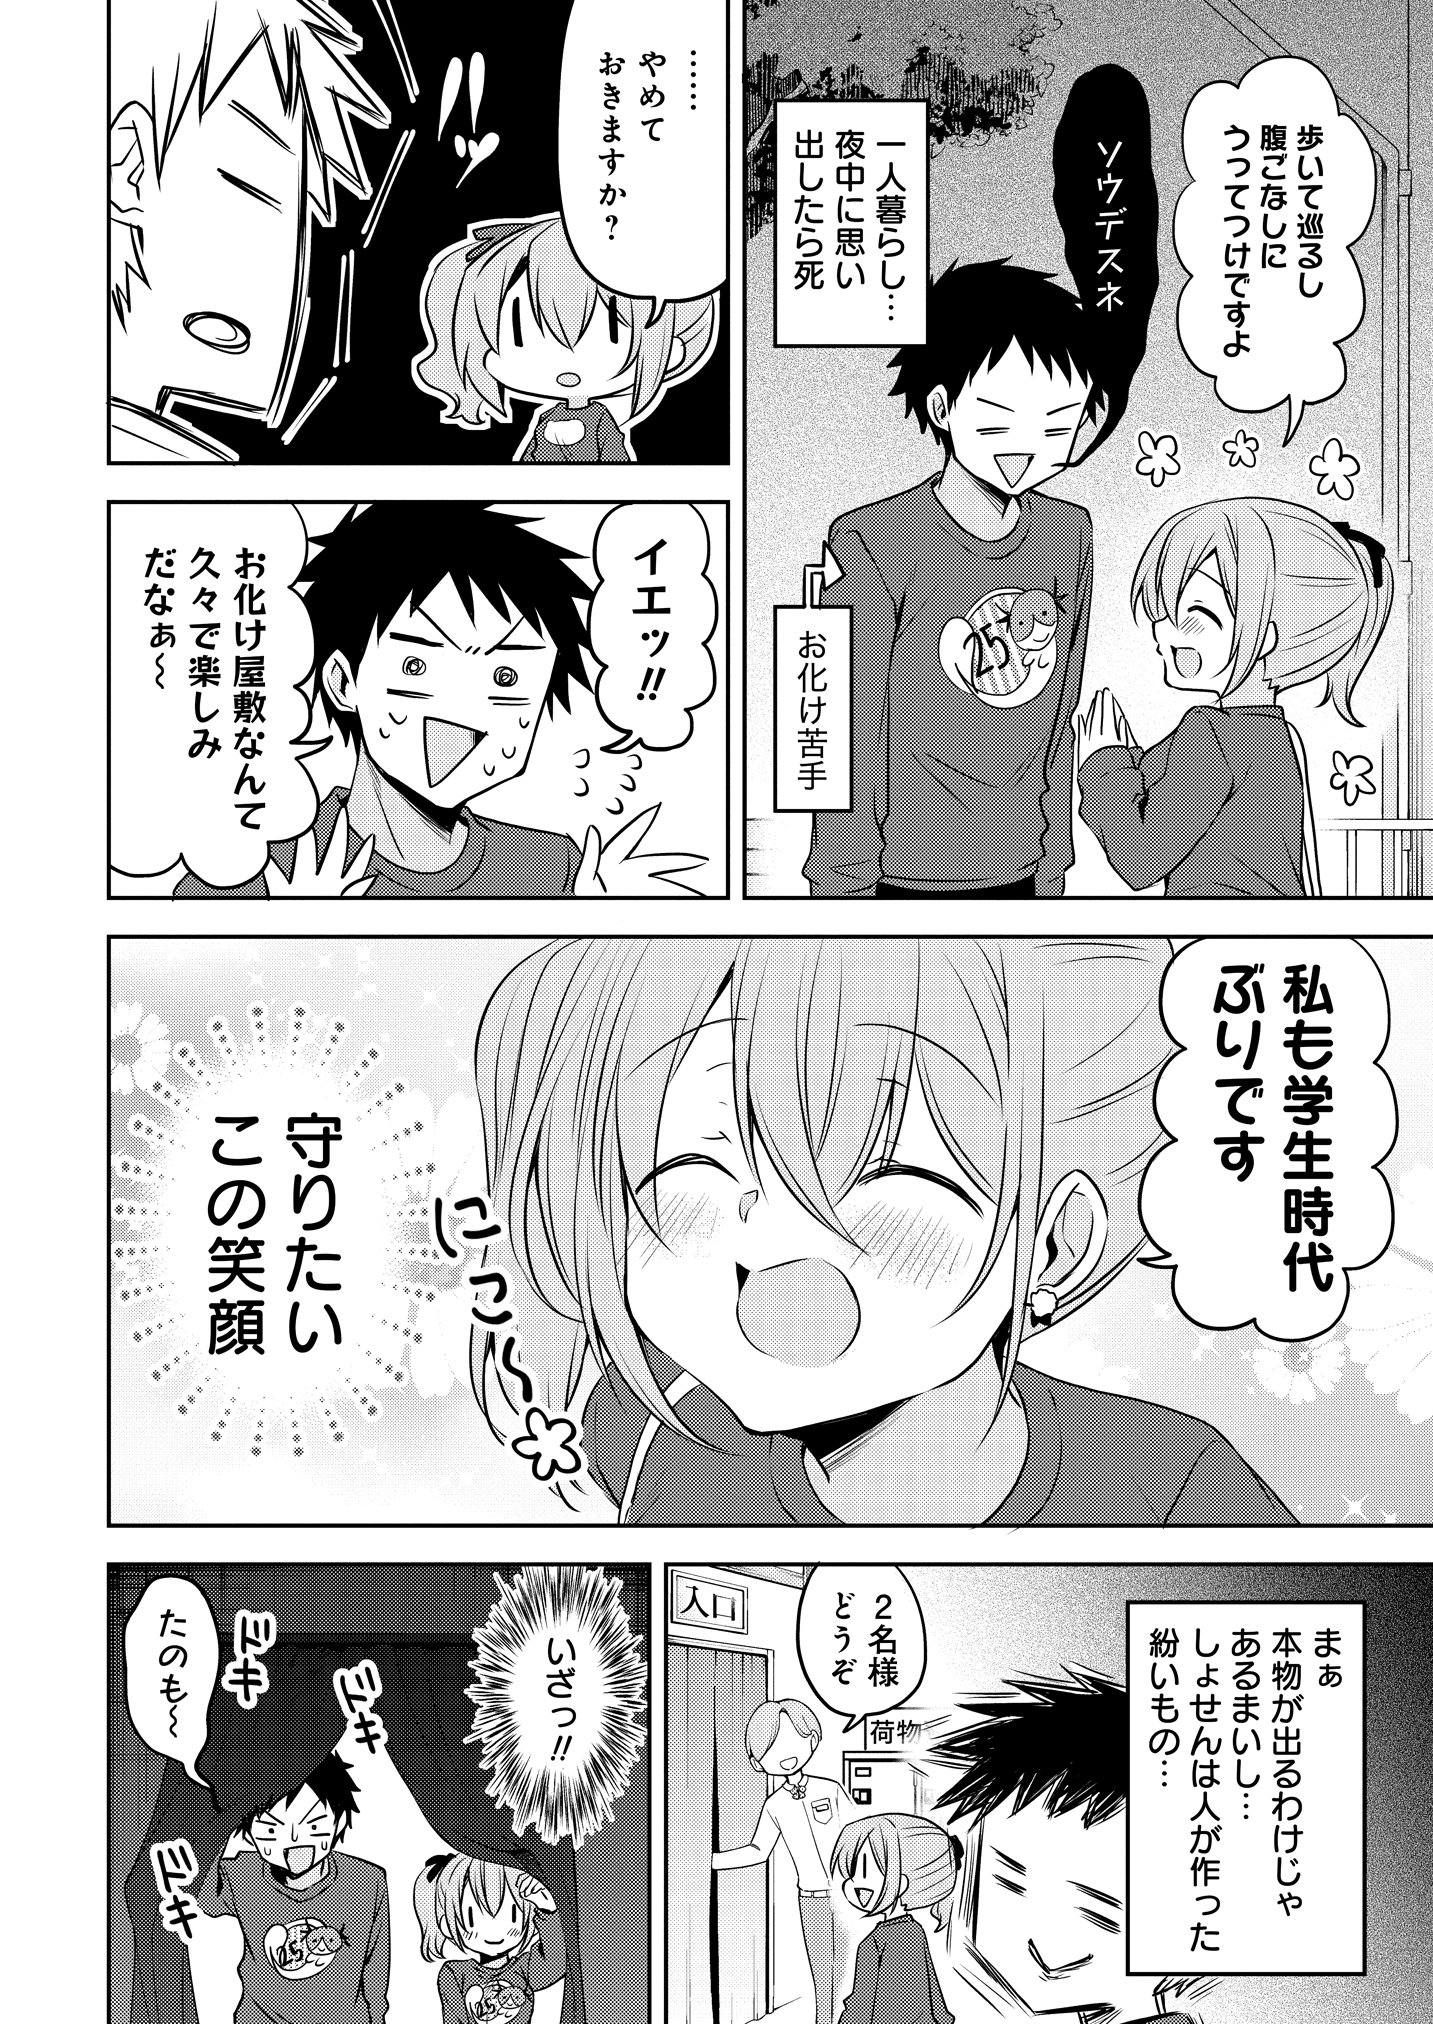 歩いて巡るし
腹ごなしに
うってつけですよ
ソウデスネ
一人暮らし…
夜中に思い
出したら死
お化け苦手
25
……
やめて
おきますか?
!!
イエッ!!
お化け屋敷なんて
久々で楽しみ
だなぁ〜
私も学生時代
ぶりです
にこ〜
守りたい
この笑顔
まぁ
本物が出るわけじゃ
あるまいし…
しょせんは人が作った
紛いもの…
2名様
どうぞ
入口
荷物
いざっ!!
ドキ
ドキ
ドキ
たのも〜
25
25